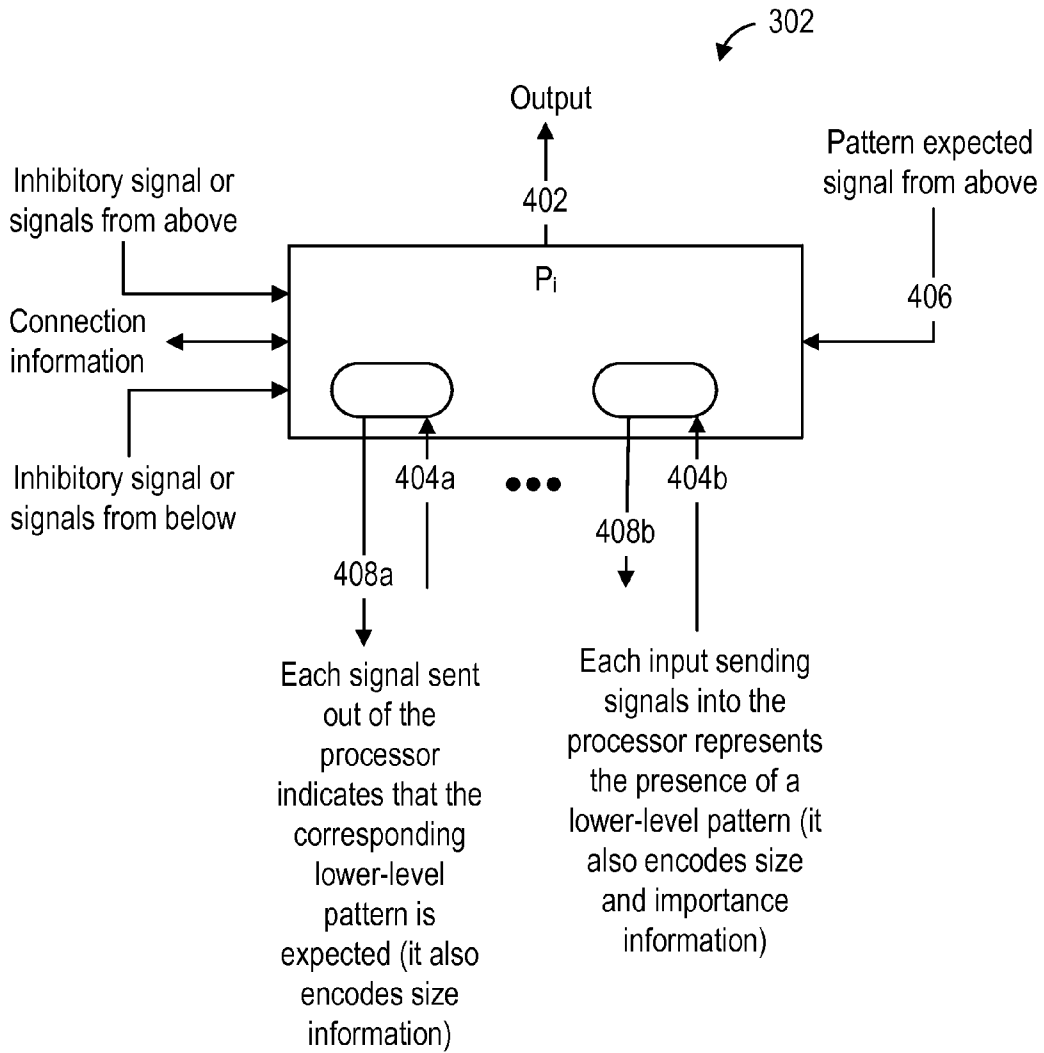 302
Output
Pattern expected
signal from above
Inhibitory signal or
signals from above
402
Pi
406
Connection
information
Inhibitory signal or
signals from below
404a
404b
408b
408a
Each signal sent
out of the
processor
indicates that the
corresponding
lower-level
pattern is
expected (it also
encodes size
information)
Each input sending
signals into the
processor represents
the presence of a
lower-level pattern (it
also encodes size
and importance
information)